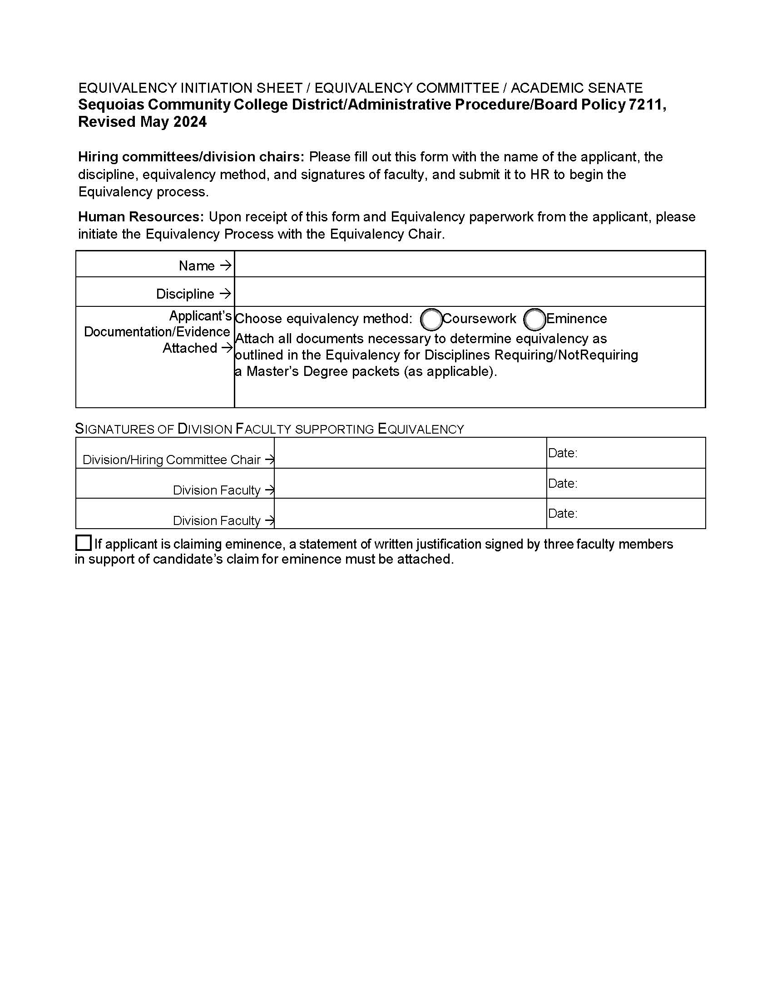 EQUIVALENCY INITIATION SHEET / EQUIVALENCY COMMITTEE / ACADEMIC SENATE
Sequoias Community College District/Administrative Procedure/Board Policy 7211,
Revised May 2024
Hiring committees/division chairs: Please fill out this form with the name of the applicant, the
discipline, equivalency method, and signatures of faculty, and submit it to HR to begin the
Equivalency process.
Human Resources: Upon receipt of this form and Equivalency paperwork from the applicant, please
initiate the Equivalency Process with the Equivalency Chair.
Name →
Discipline →
Applicant’s
Documentation/Evidence
Attached →
Choose equivalency method: Coursework Eminence
Attach all documents necessary to determine equivalency as
outlined in the Equivalency for Disciplines Requiring/NotRequiring
a Master’s Degree packets (as applicable).
SIGNATURES OF DIVISION FACULTY SUPPORTING EQUIVALENCY
Division/Hiring Committee Chair → Date:
Division Faculty → Date:
Division Faculty → Date:
If applicant is claiming eminence, a statement of written justification signed by three faculty members
in support of candidate’s claim for eminence must be attached.